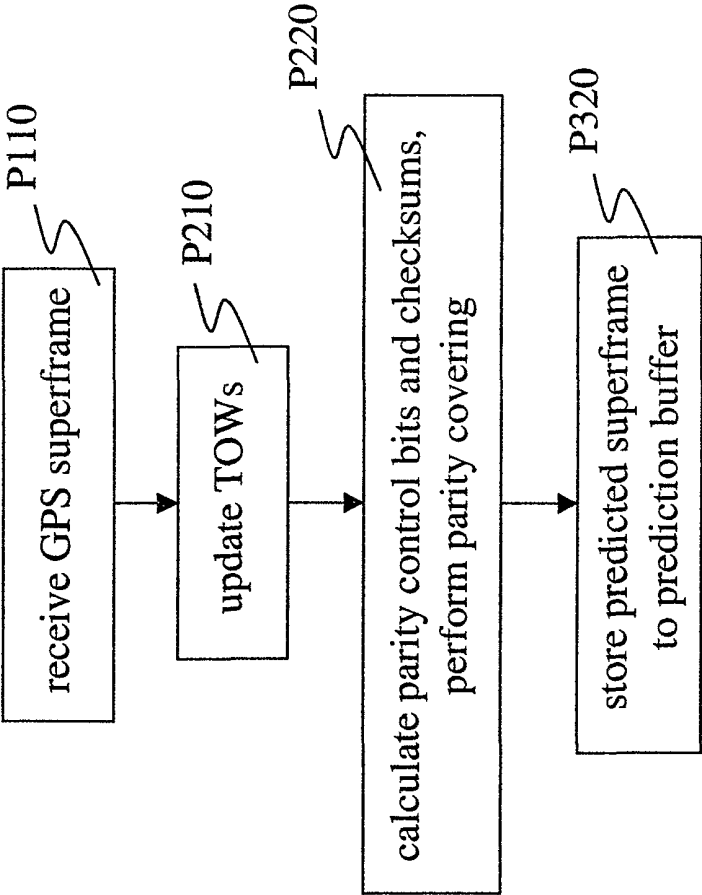 P110
receive GPS superframe
P210
update TOWs
P220
calculate parity control bits and checksums,
perform parity covering
P320
store predicted superframe
to prediction buffer